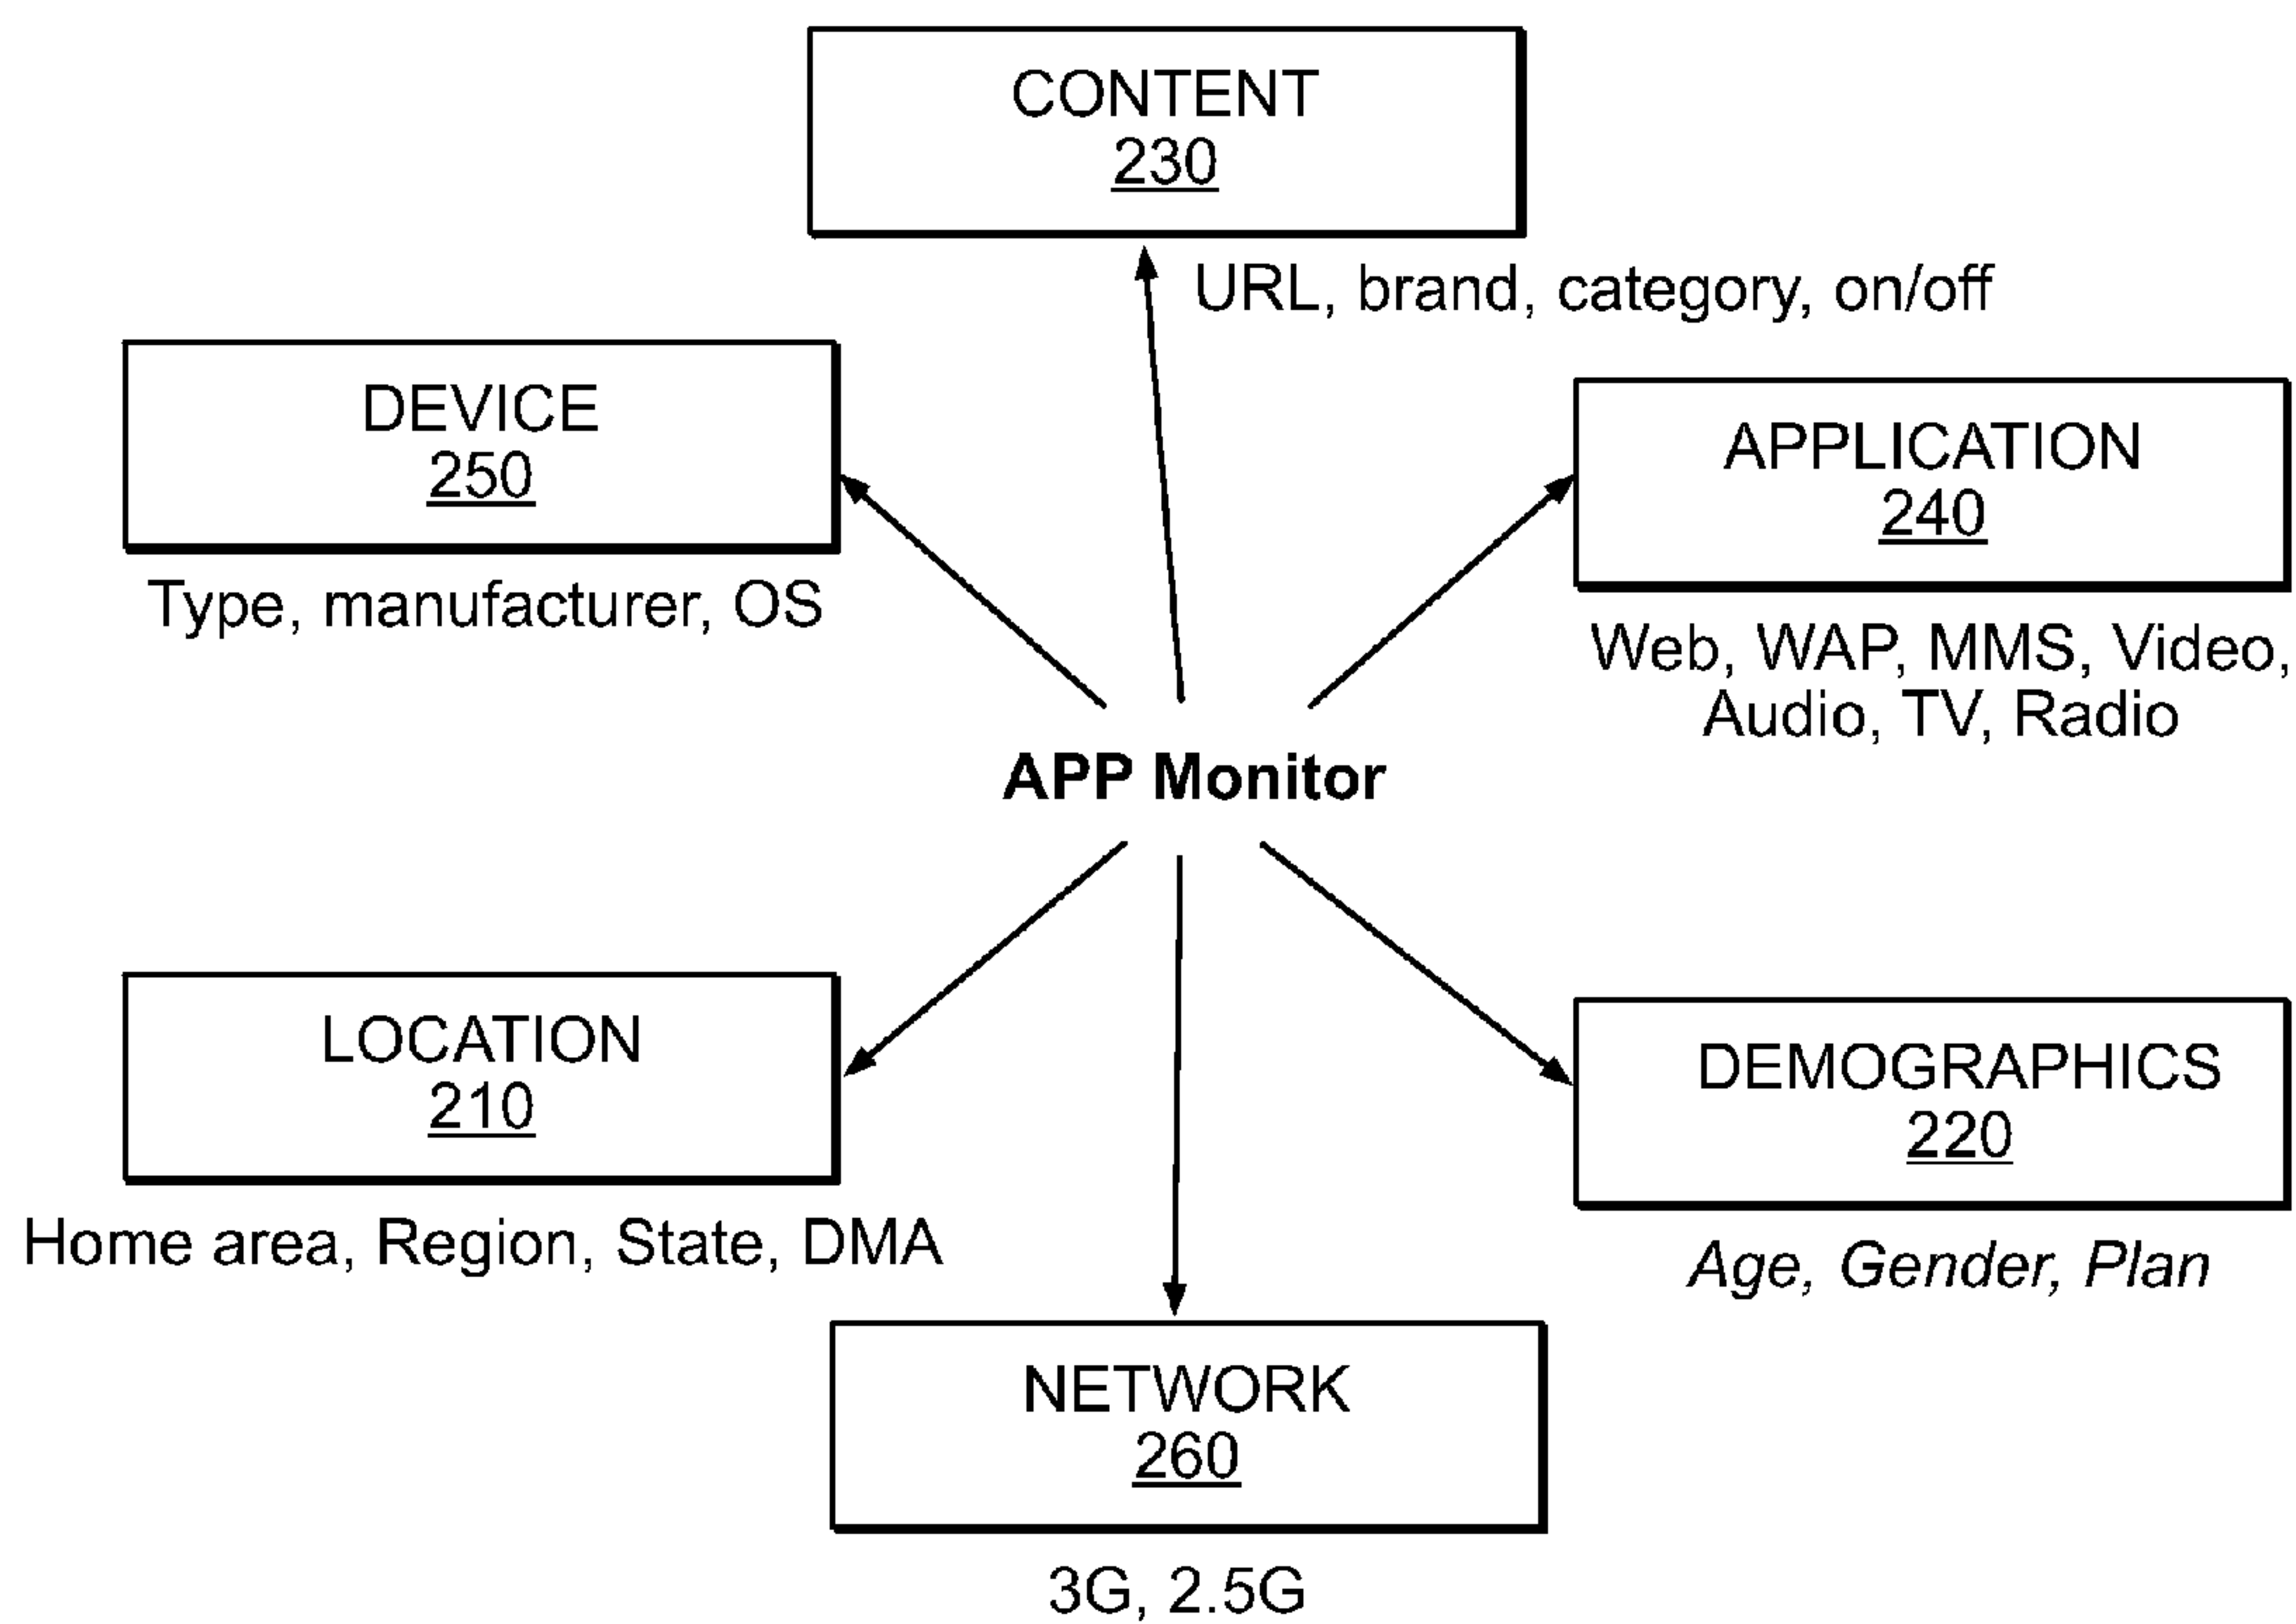 CONTENT
230
URL, brand, category, on/off
DEVICE
250
Type, manufacturer, OS
APPLICATION
240
Web, WAP, MMS, Video,
Audio, TV, Radio
APP Monitor
LOCATION
210
Home area, Region, State, DMA
DEMOGRAPHICS
220
Age, Gender, Plan
NETWORK
260
3G, 2.5G